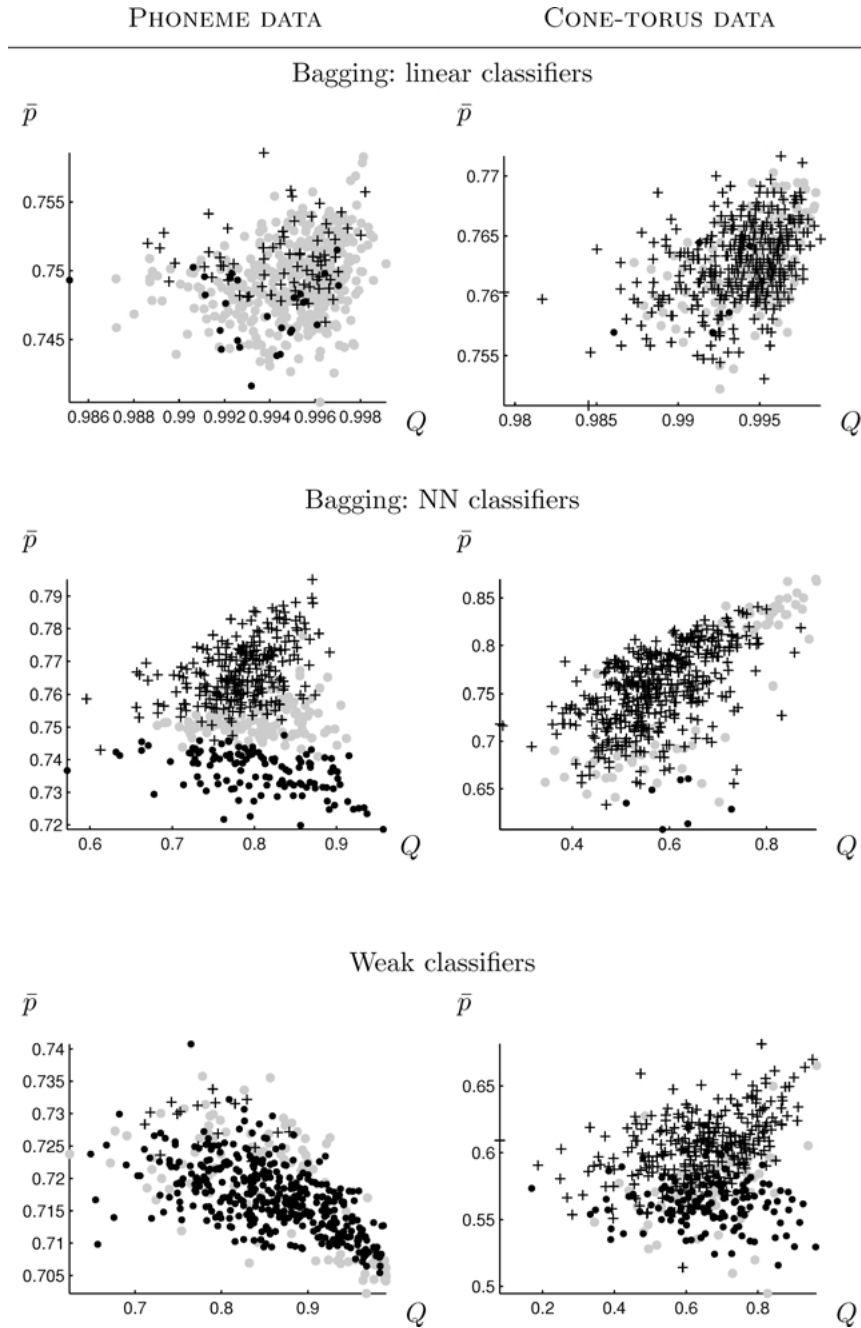 PHONEME DATA CONE-TORUS DATA
Bagging: linear classifiers
p̄ p̄
0.755
0.75
0.745
0.986 0.988 0.99 0.992 0.994 0.996 0.998 Q
0.77
0.765
0.76
0.755
0.98 0.985 0.99 0.995 Q
Bagging: NN classifiers
p̄ p̄
0.79
0.78
0.77
0.76
0.75
0.74
0.73
0.72
0.6 0.7 0.8 0.9 Q
0.85
0.8
0.75
0.7
0.65
0.4 0.6 0.8 Q
Weak classifiers
p̄ p̄
0.74
0.735
0.73
0.725
0.72
0.715
0.71
0.705
0.7 0.8 0.9 Q
0.65
0.6
0.55
0.5
0.2 0.4 0.6 0.8 Q